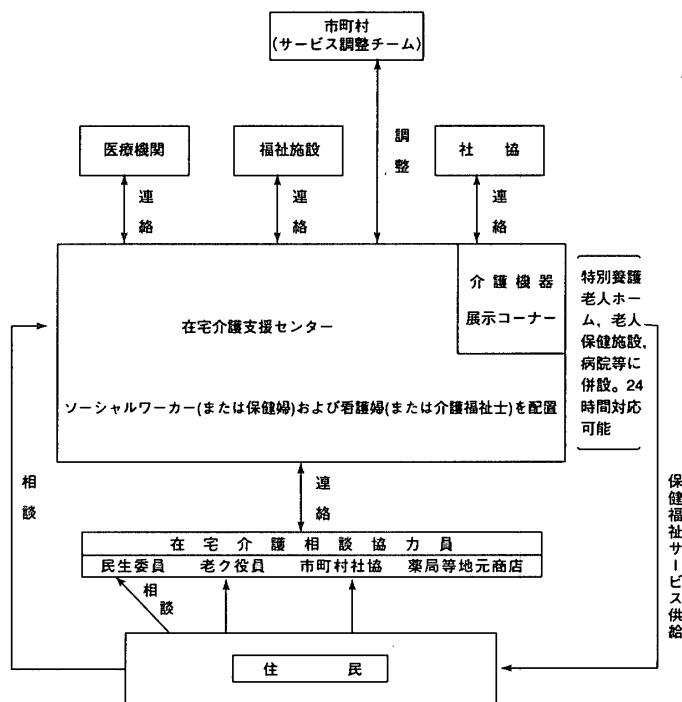 市町村
(サービス調整チーム)
調整
医療機関
福祉施設
社　協
連絡
連絡
連絡
介護機器
展示コーナー
在宅介護支援センター
ソーシャルワーカー(または保健婦)および看護婦(または介護福祉士)を配置
特別養護
老人ホー
ム，老人
保健施設，
病院等に
併設。24
時間対応
可能
相談
連絡
保健福祉サービス供給
在宅介護相談協力員
民生委員　老ク役員　市町村社協　薬局等地元商店
相談
住　民